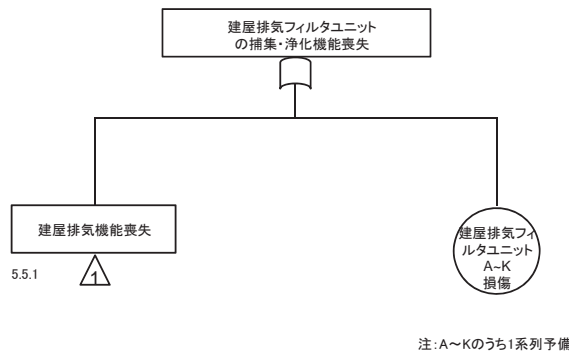 建屋排気フィルタユニット
の捕集・浄化機能喪失
建屋排気機能喪失
5.5.1
1
建屋排気フィ
ルタユニット
A~K
損傷
注:A～Kのうち1系列予備